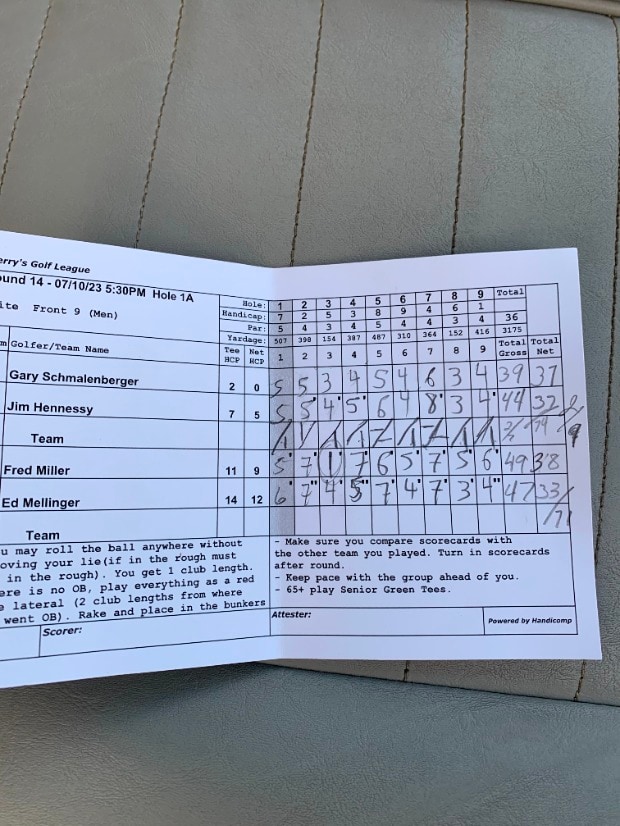 erry's Golf League
ound 14 - 07/10/23 5:30PM Hole 1A
ite Front 9 (Men)
Hole: 1 2 3 4 5 6 7 8 9 Total
Handicap: 7 2 5 3 8 9 4 6 1
Par: 5 4 3 4 5 4 4 3 4 36
Yardage: 507 398 154 387 487 310 364 152 416 3175
m Golfer/Team Name Tee HCP Net HCP 1 2 3 4 5 6 7 8 9 Total Gross Total Net
Gary Schmalenberger 2 0 5 5 3 4 5 4 6 3 4 39 37
Jim Hennessy 7 5 5 5' 4' 5' 6 4 8' 3 4' 44 32
Team
Fred Miller 11 9 5' 7' 1' 7' 6' 5' 7' 5' 6' 49 38
Ed Mellinger 14 12 6' 7" 4' 5" 7' 4' 7' 3' 4" 47 33
Team /71
u may roll the ball anywhere without
oving your lie(if in the rough must
in the rough). You get 1 club length.
ere is no OB, play everything as a red
e lateral (2 club lengths from where
went OB). Rake and place in the bunkers
- Make sure you compare scorecards with
the other team you played. Turn in scorecards
after round.
- Keep pace with the group ahead of you.
- 65+ play Senior Green Tees.
Scorer:
Attester:
Powered by Handicomp